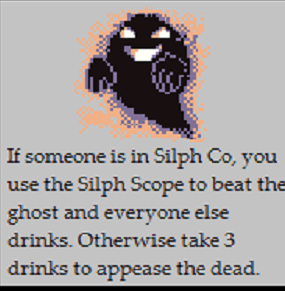 If someone is in Silph Co, you
use the Silph Scope to beat the
ghost and everyone else
drinks. Otherwise take 3
drinks to appease the dead.